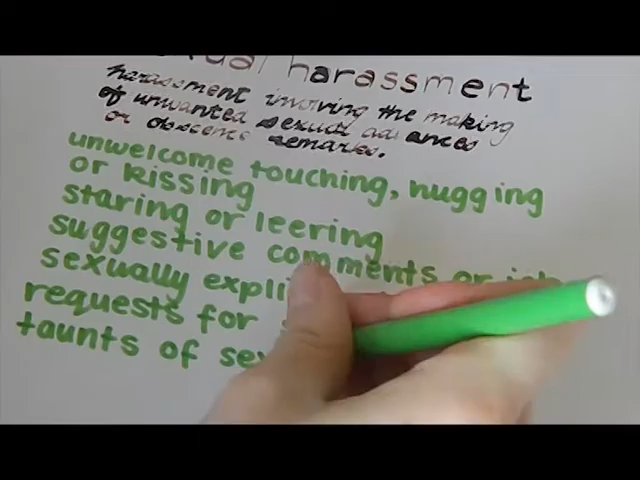 harassment
harassment involving the making
of unwanted sexual advances
or obscene remarks.
unwelcome touching, hugging
or kissing
staring or leering
suggestive comments or
sexually
requests for
taunts of